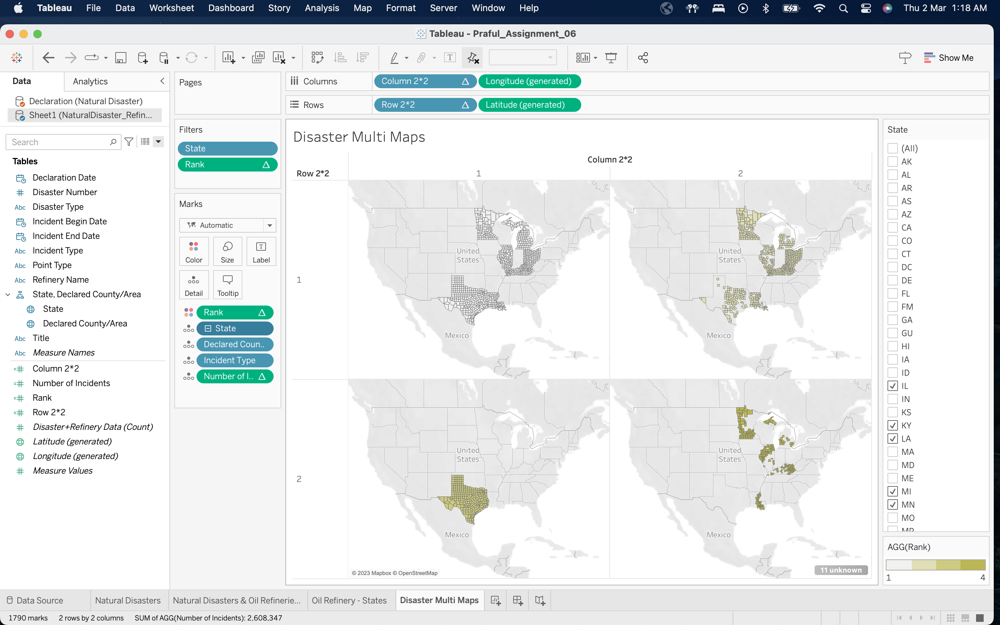 Tableau File Data Worksheet Dashboard Story Analysis Map Format Server Window Help Thu 2 Mar 1:18 AM
Tableau - Praful_Assignment_06
Show Me
Data Analytics
Declaration (Natural Disaster)
Sheet1 (NaturalDisaster_Refin...
Search
Tables
Declaration Date
# Disaster Number
Abc Disaster Type
Incident Begin Date
Incident End Date
Abc Incident Type
Abc Point Type
Abc Refinery Name
State, Declared County/Area
State
Declared County/Area
Abc Title
Abc Measure Names
=# Column 2*2
=# Number of Incidents
=# Rank
=# Row 2*2
# Disaster+Refinery Data (Count)
Latitude (generated)
Longitude (generated)
# Measure Values
Pages
Filters
State
Rank Δ
Marks
Automatic
Color Size Label
Detail Tooltip
Rank Δ
State
Declared Coun..
Incident Type
Number of I.. Δ
Columns Column 2*2 Δ Longitude (generated)
Rows Row 2*2 Δ Latitude (generated)
Disaster Multi Maps
Column 2*2
Row 2*2 1 2
1
United
States
Mexico
United
States
Mexico
2
United
States
Mexico
United
States
Mexico
© 2023 Mapbox © OpenStreetMap
11 unknown
State
(All)
AK
AL
AR
AS
AZ
CA
CO
CT
DC
DE
FL
FM
GA
GU
HI
IA
ID
IL
IN
KS
KY
LA
MA
MD
ME
MI
MN
MO
MP
AGG(Rank)
1 4
Data Source Natural Disasters Natural Disasters & Oil Refinerie... Oil Refinery - States Disaster Multi Maps
1790 marks 2 rows by 2 columns SUM of AGG(Number of Incidents): 2,608,347